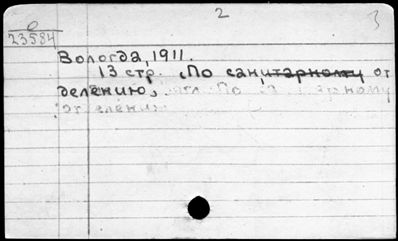 2
3
0
23584
Вологда, 1911.
13 стр. "По санитарному от
делению,